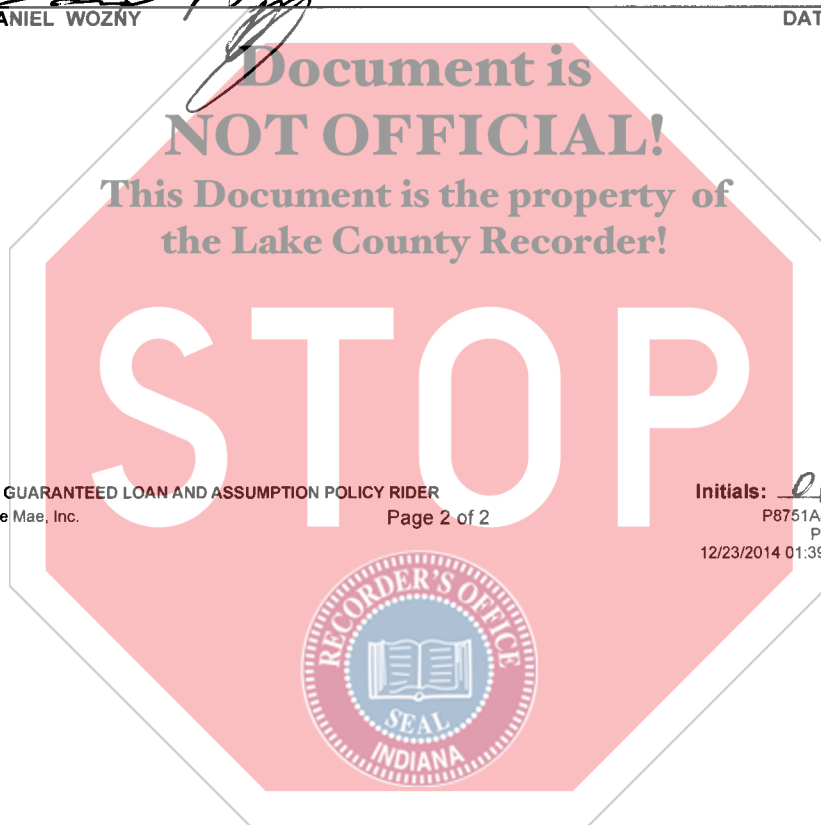 ANIEL WOZNY DAT
Document is
NOT OFFICIAL!
This Document is the property of
the Lake County Recorder!
STOP
GUARANTEED LOAN AND ASSUMPTION POLICY RIDER Initials:
e Mae, Inc. Page 2 of 2 P8751A
P
12/23/2014 01:39
RECORDER'S OFFICE
SEAL
INDIANA